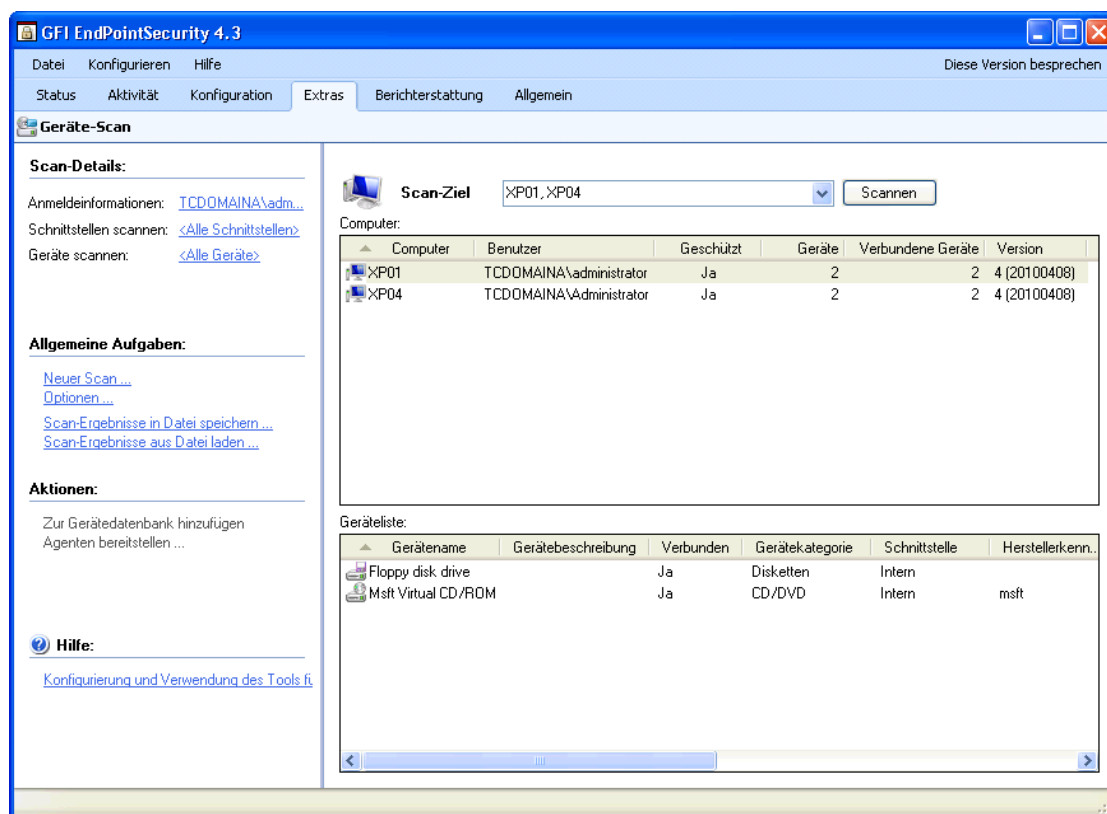 GFI EndPointSecurity 4.3
Datei Konfigurieren Hilfe Diese Version besprechen
Status Aktivität Konfiguration Extras Berichterstattung Allgemein
Geräte-Scan
Scan-Details:
Anmeldeinformationen: TCDOMAINA\adm...
Schnittstellen scannen: <Alle Schnittstellen>
Geräte scannen: <Alle Geräte>
Allgemeine Aufgaben:
Neuer Scan ...
Optionen ...
Scan-Ergebnisse in Datei speichern ...
Scan-Ergebnisse aus Datei laden ...
Aktionen:
Zur Gerätedatenbank hinzufügen
Agenten bereitstellen ...
Hilfe:
Konfigurierung und Verwendung des Tools fü
Scan-Ziel XP01, XP04 Scannen
Computer:
Computer Benutzer Geschützt Geräte Verbundene Geräte Version
XP01 TCDOMAINA\administrator Ja 2 2 4 (20100408)
XP04 TCDOMAINA\Administrator Ja 2 2 4 (20100408)
Geräteliste:
Gerätename Gerätebeschreibung Verbunden Gerätekategorie Schnittstelle Herstellerkenn..
Floppy disk drive Ja Disketten Intern
Msft Virtual CD/ROM Ja CD/DVD Intern msft